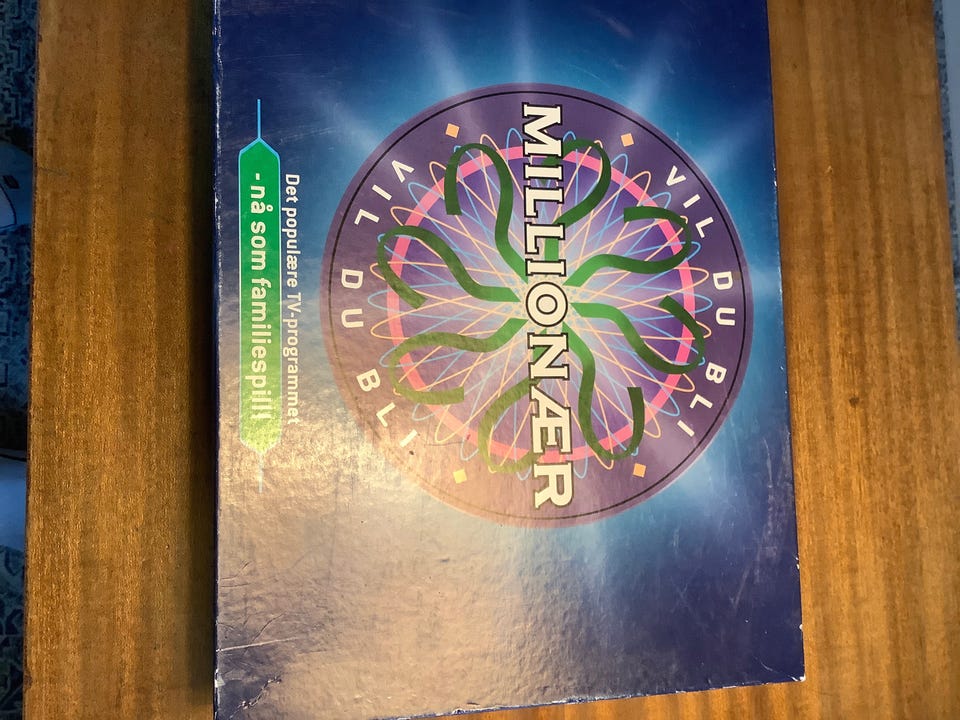 VIL DU BLI
MILLIONÆR
VIL DU BLI
Det populære TV-programmet
- nå som familiespill!